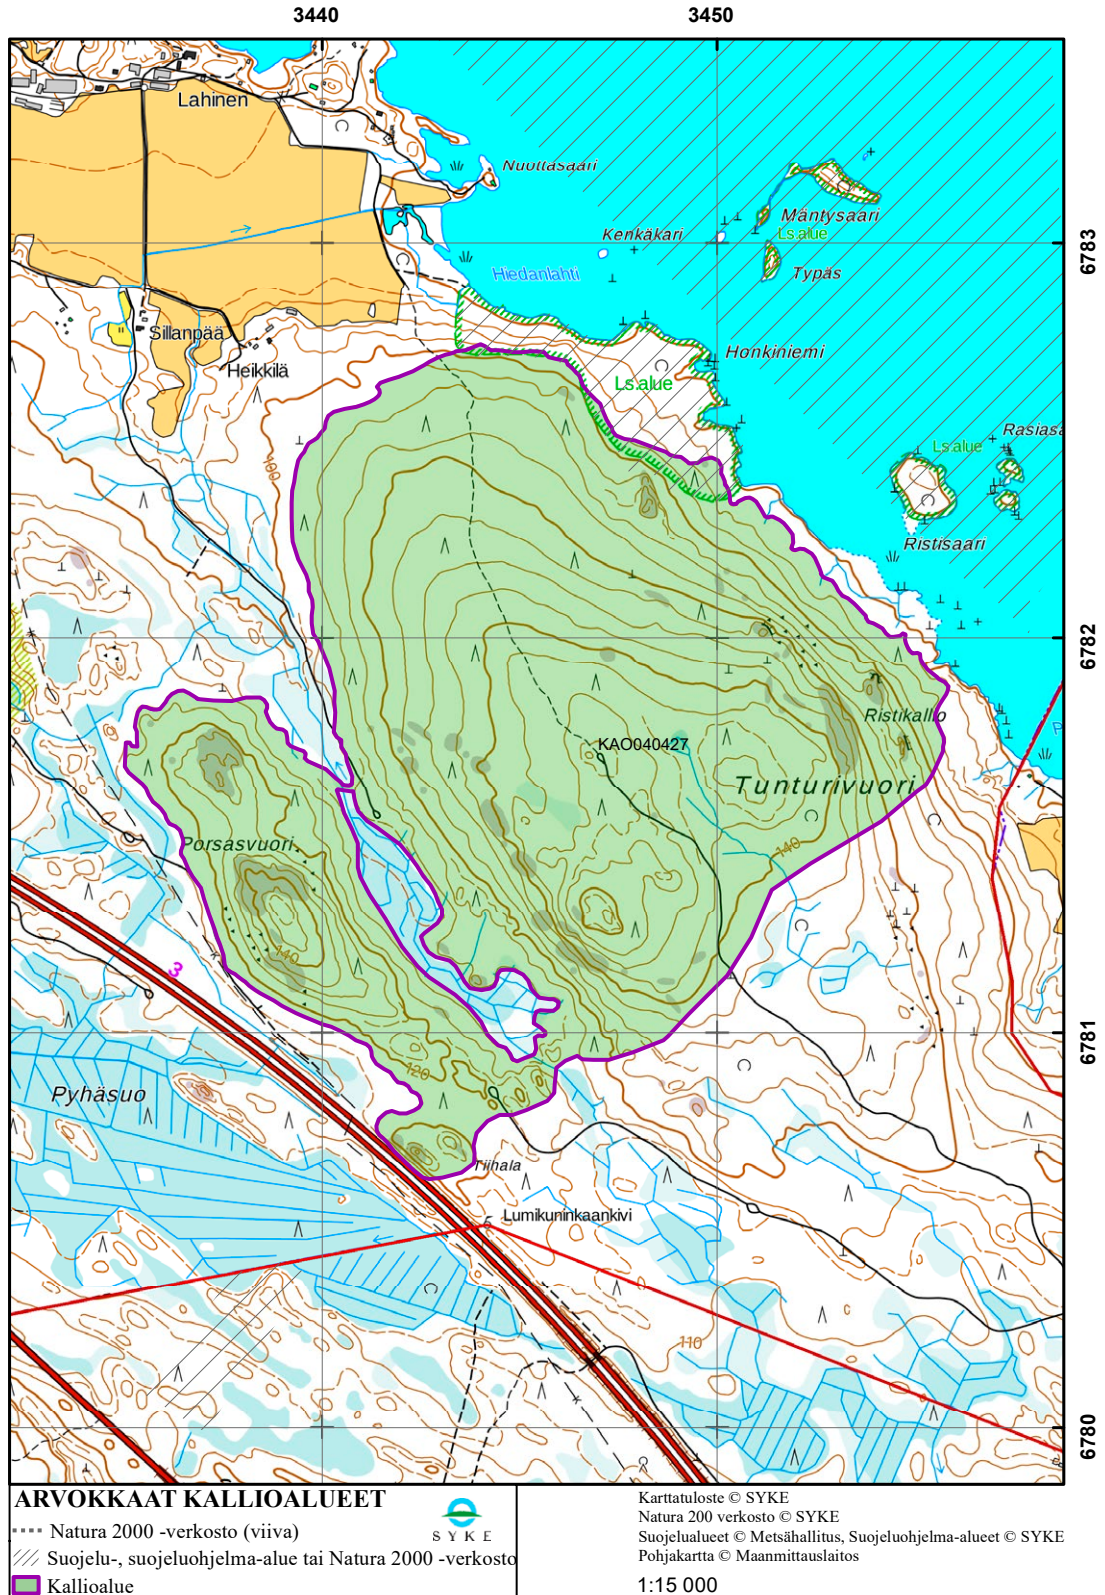 3440
3450
Lahinen
Nuottasaari
Mäntysaari
Ls.alue
Kenkäkari
6783
Hiedanlahti
Typäs
Sillanpää
Heikkilä
Honkiniemi
Ls.alue
Rasiasa
Ls.alue
100
Ristisaari
6782
Ristikallio
KAO040427
P
Tunturivuori
Porsasvuori
140
140
3
6781
120
Pyhäsuo
Tiihala
Lumikuninkaankivi
110
6780
ARVOKKAAT KALLIOALUEET
Natura 2000 -verkosto (viiva)
SYKE
Suojelu-, suojeluohjelma-alue tai Natura 2000 -verkosto
Kallioalue
Karttatuloste © SYKE
Natura 200 verkosto © SYKE
Suojelualueet © Metsähallitus, Suojeluohjelma-alueet © SYKE
Pohjakartta © Maanmittauslaitos
1:15 000